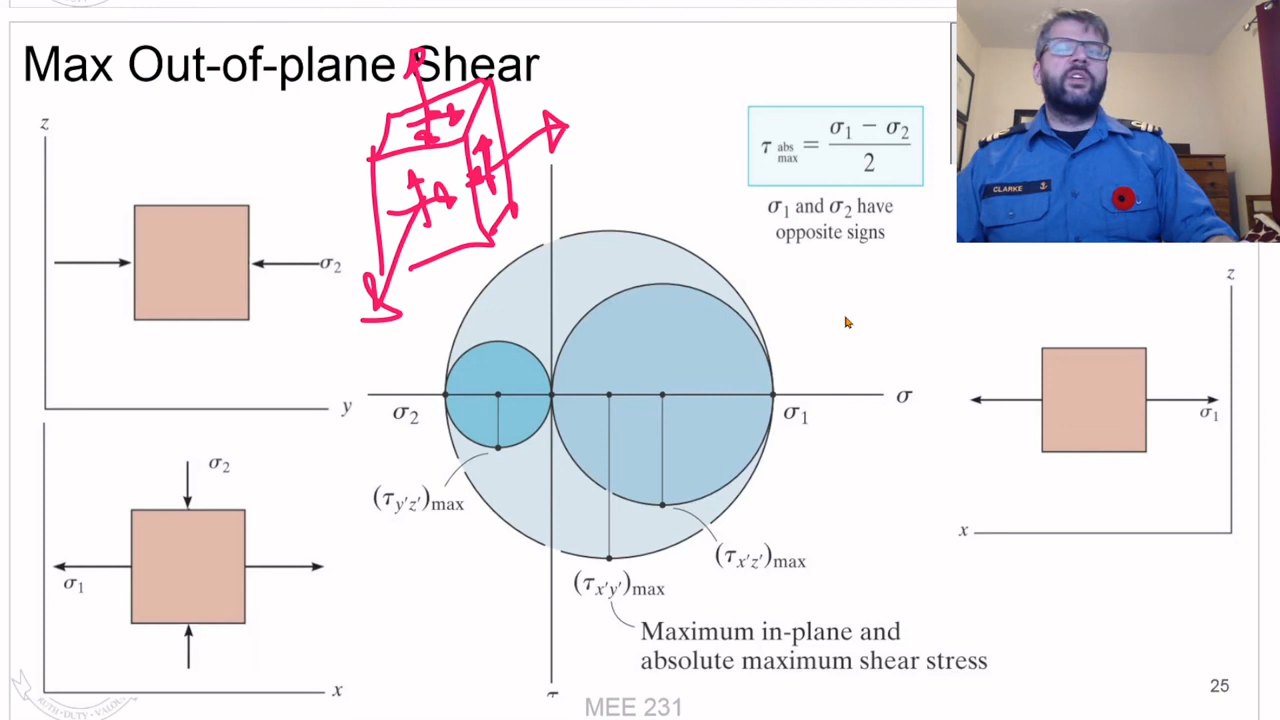 Max Out-of-plane Shear
z
σ2
y
σ2
σ1
x
τ abs max = σ1 − σ2 / 2
σ1 and σ2 have
opposite signs
CLARKE
σ2
σ1
σ
(τy′z′)max
(τx′z′)max
(τx′y′)max
Maximum in-plane and
absolute maximum shear stress
z
σ1
x
25
MEE 231